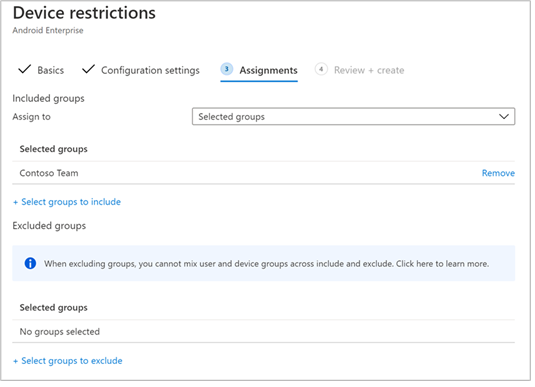 Device restrictions
Android Enterprise
Basics
Configuration settings
3
Assignments
4
Review + create
Included groups
Assign to
Selected groups
Selected groups
Contoso Team
Remove
+ Select groups to include
Excluded groups
When excluding groups, you cannot mix user and device groups across include and exclude. Click here to learn more.
Selected groups
No groups selected
+ Select groups to exclude